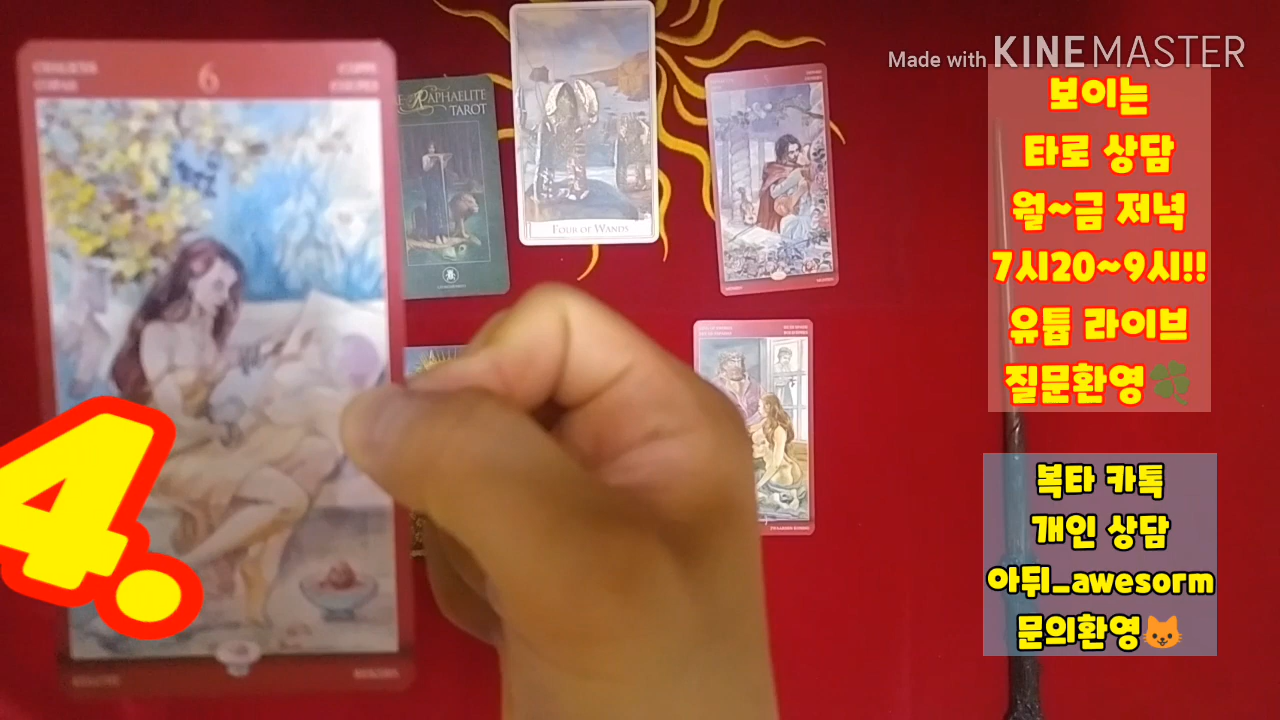 Made with KINEMASTER
보이는
타로 상담
월~금 저녁
7시20~9시!!
유튭 라이브
질문환영🍀
복타 카톡
개인 상담
아뒤_awesorm
문의환영🐱
4.
6
RAPHAELITE
TAROT
FOUR OF WANDS